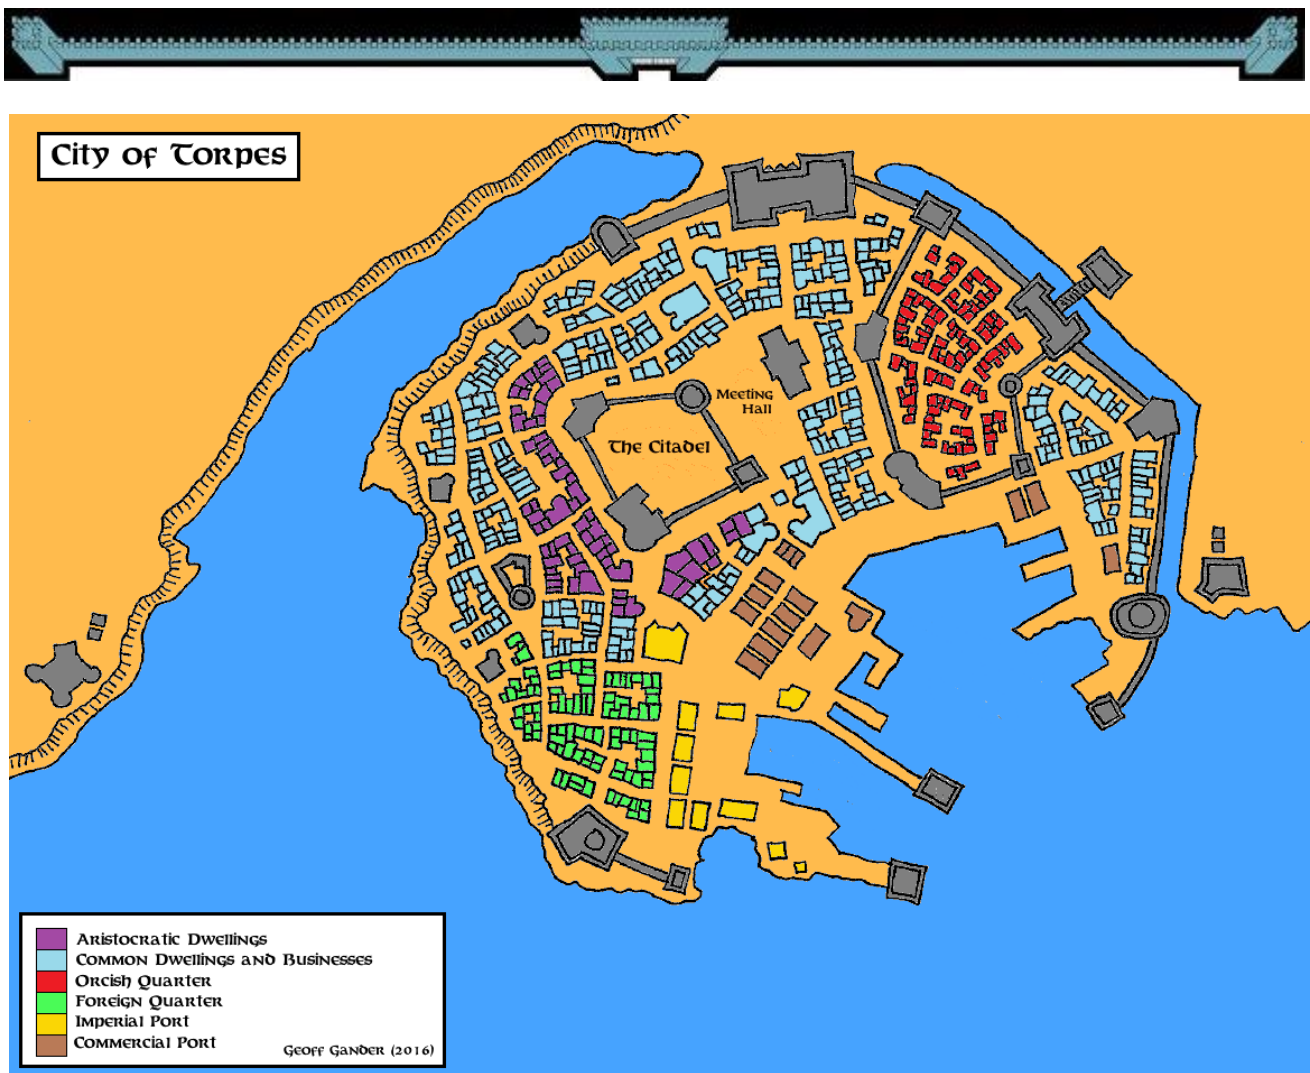 City of Torpes
Meeting
Hall
The Citadel
Aristocratic Dwellings
Common Dwellings and Businesses
Orcish Quarter
Foreign Quarter
Imperial Port
Commercial Port
Geoff Gander (2016)